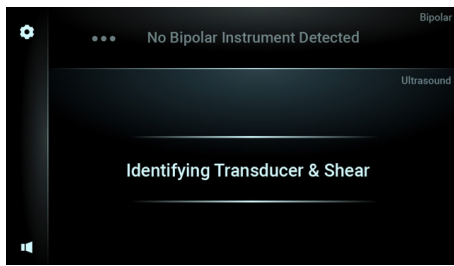 Bipolar
No Bipolar Instrument Detected
Ultrasound
Identifying Transducer & Shear